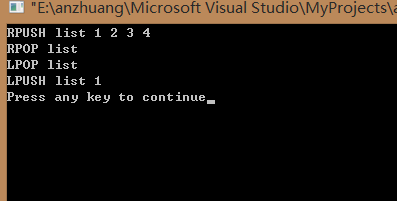 "E:\anzhuang\Microsoft Visual Studio\MyProjects\a
RPUSH list 1 2 3 4
RPOP list
LPOP list
LPUSH list 1
Press any key to continue